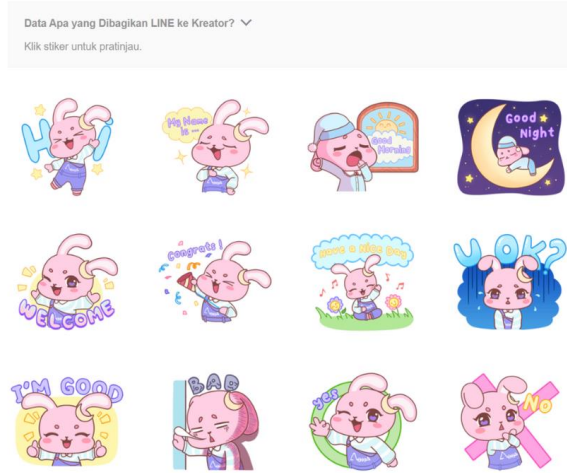 Data Apa yang Dibagikan LINE ke Kreator?
Klik stiker untuk pratinjau.
HI
My Name
is ...
Good
Morning
Good
Night
WELCOME
Congrats!
Have a Nice Day
U OK?
I'M GOOD
BAD
yes
NO